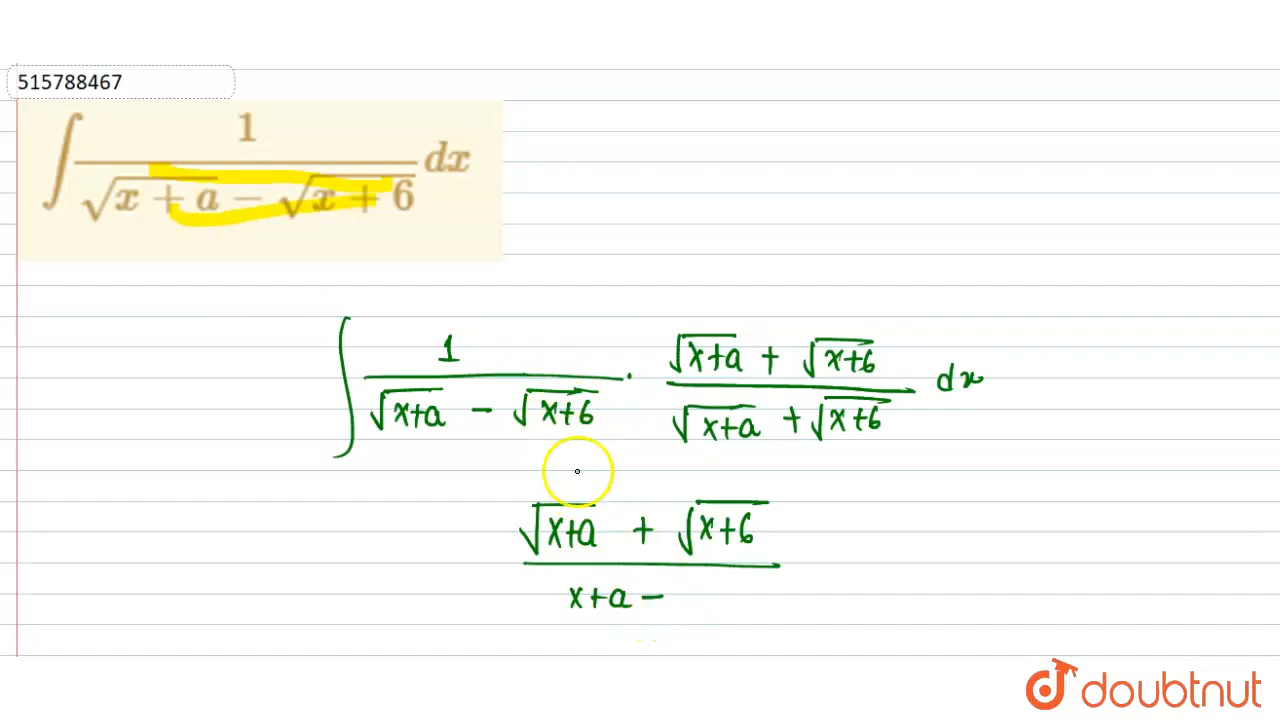 515788467
∫ 1/(√(x + a) − √(x + 6)) dx
∫ 1/(√(x+a) − √(x+6)) · (√(x+a) + √(x+6))/(√(x+a) + √(x+6)) dx
√(x+a) + √(x+6)
x+a −
doubtnut